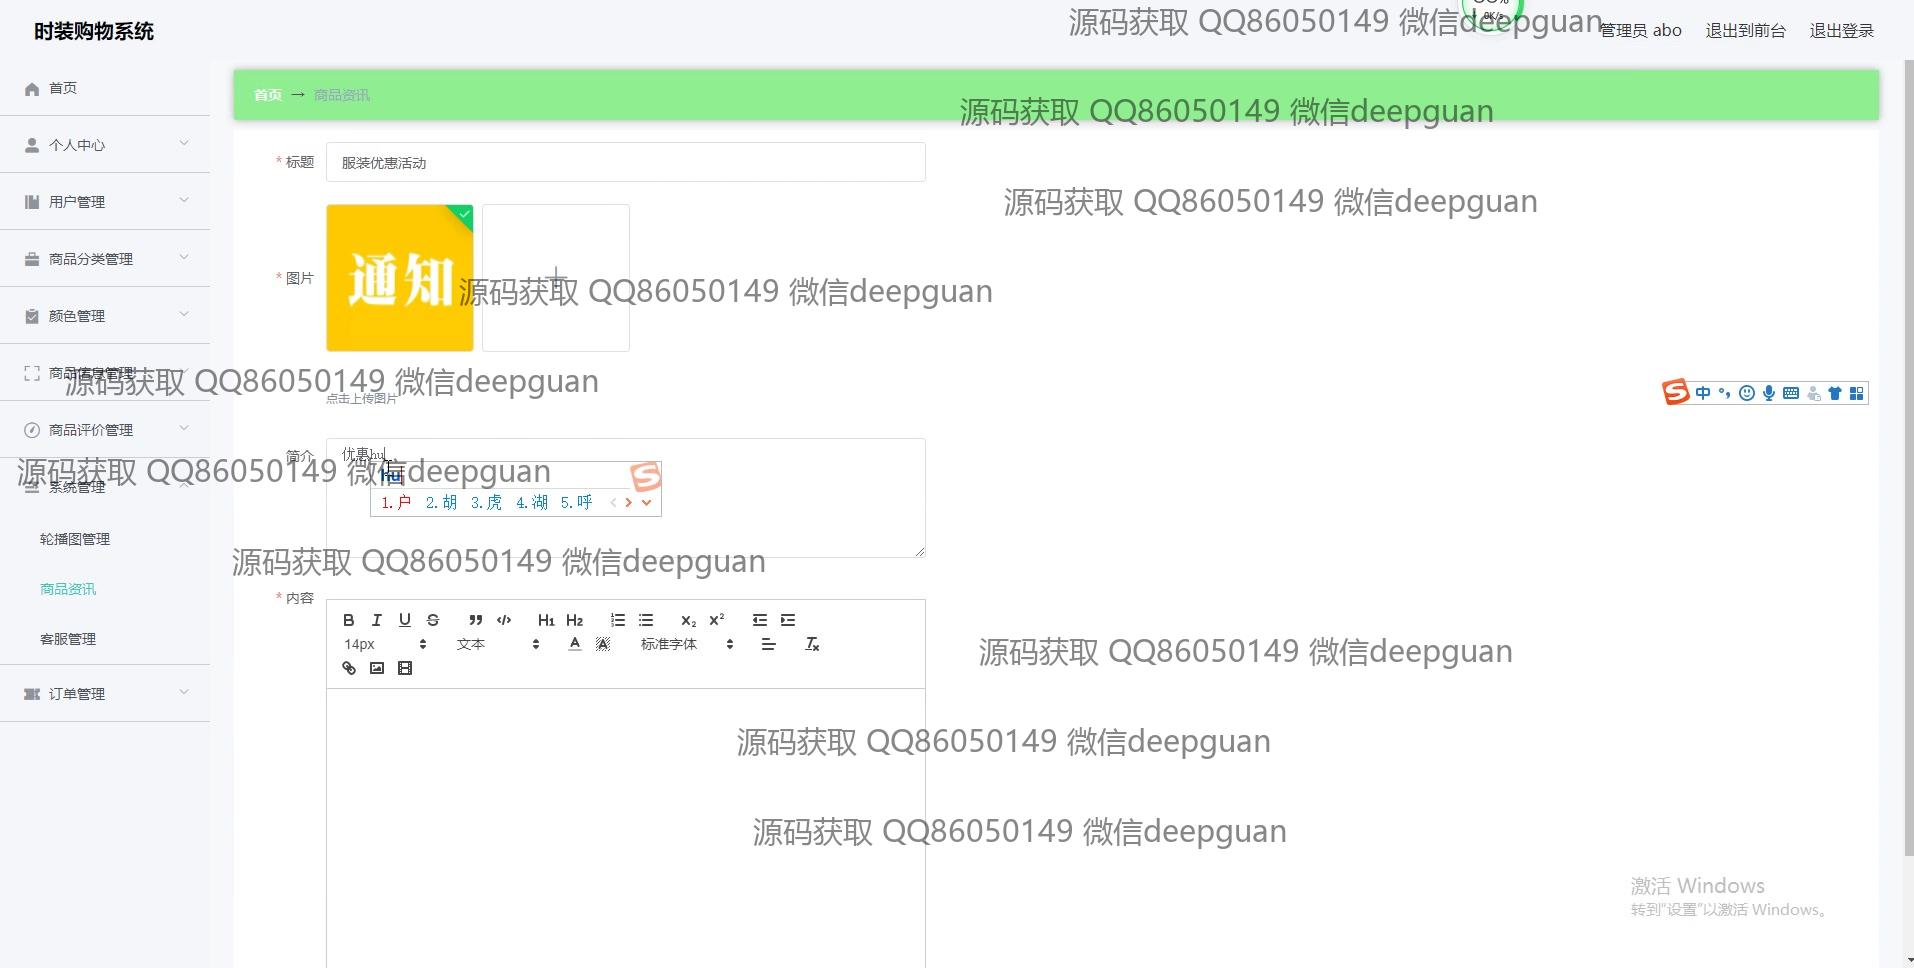 时装购物系统
源码获取 QQ86050149 微信deepguan
0K/s
管理员 abo
退出到前台
退出登录
首页
首页 → 商品资讯
源码获取 QQ86050149 微信deepguan
个人中心
* 标题 服装优惠活动
用户管理
源码获取 QQ86050149 微信deepguan
商品分类管理
* 图片
通知
源码获取 QQ86050149 微信deepguan
颜色管理
商品信息管理
源码获取 QQ86050149 微信deepguan
点击上传图片
中
商品评价管理
简介 优惠hu
源码获取 QQ86050149 微信deepguan
hu
系统管理
1.户 2.胡 3.虎 4.湖 5.呼
轮播图管理
源码获取 QQ86050149 微信deepguan
商品资讯
* 内容
B I U S H1 H2 x2 x2
客服管理
14px 文本 A A 标准字体 Tx
源码获取 QQ86050149 微信deepguan
订单管理
源码获取 QQ86050149 微信deepguan
源码获取 QQ86050149 微信deepguan
激活 Windows
转到“设置”以激活 Windows。